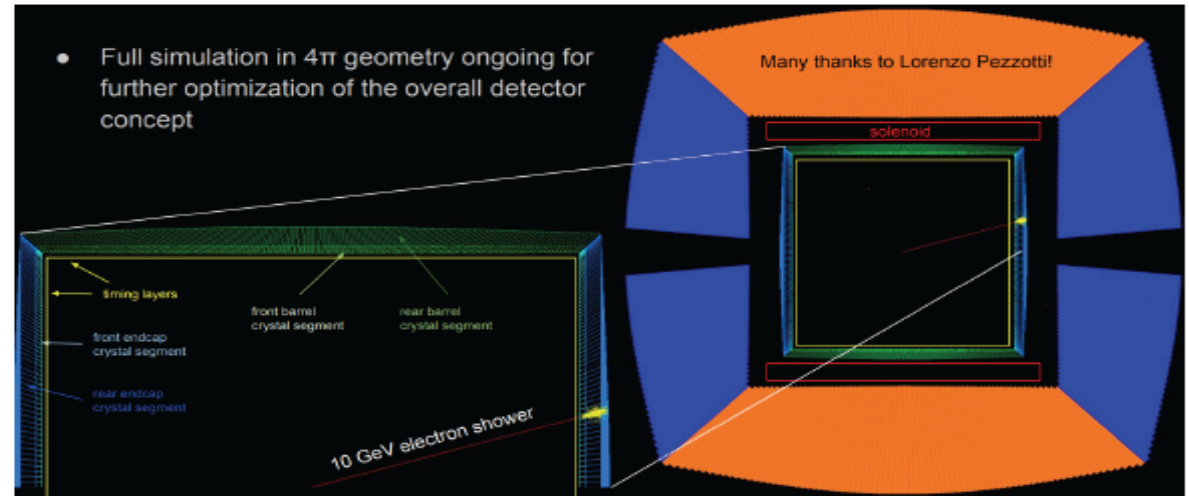 ● Full simulation in 4π geometry ongoing for
further optimization of the overall detector
concept
Many thanks to Lorenzo Pezzotti!
solenoid
timing layers
front barrel
crystal segment
rear barrel
crystal segment
front endcap
crystal segment
rear endcap
crystal segment
10 GeV electron shower